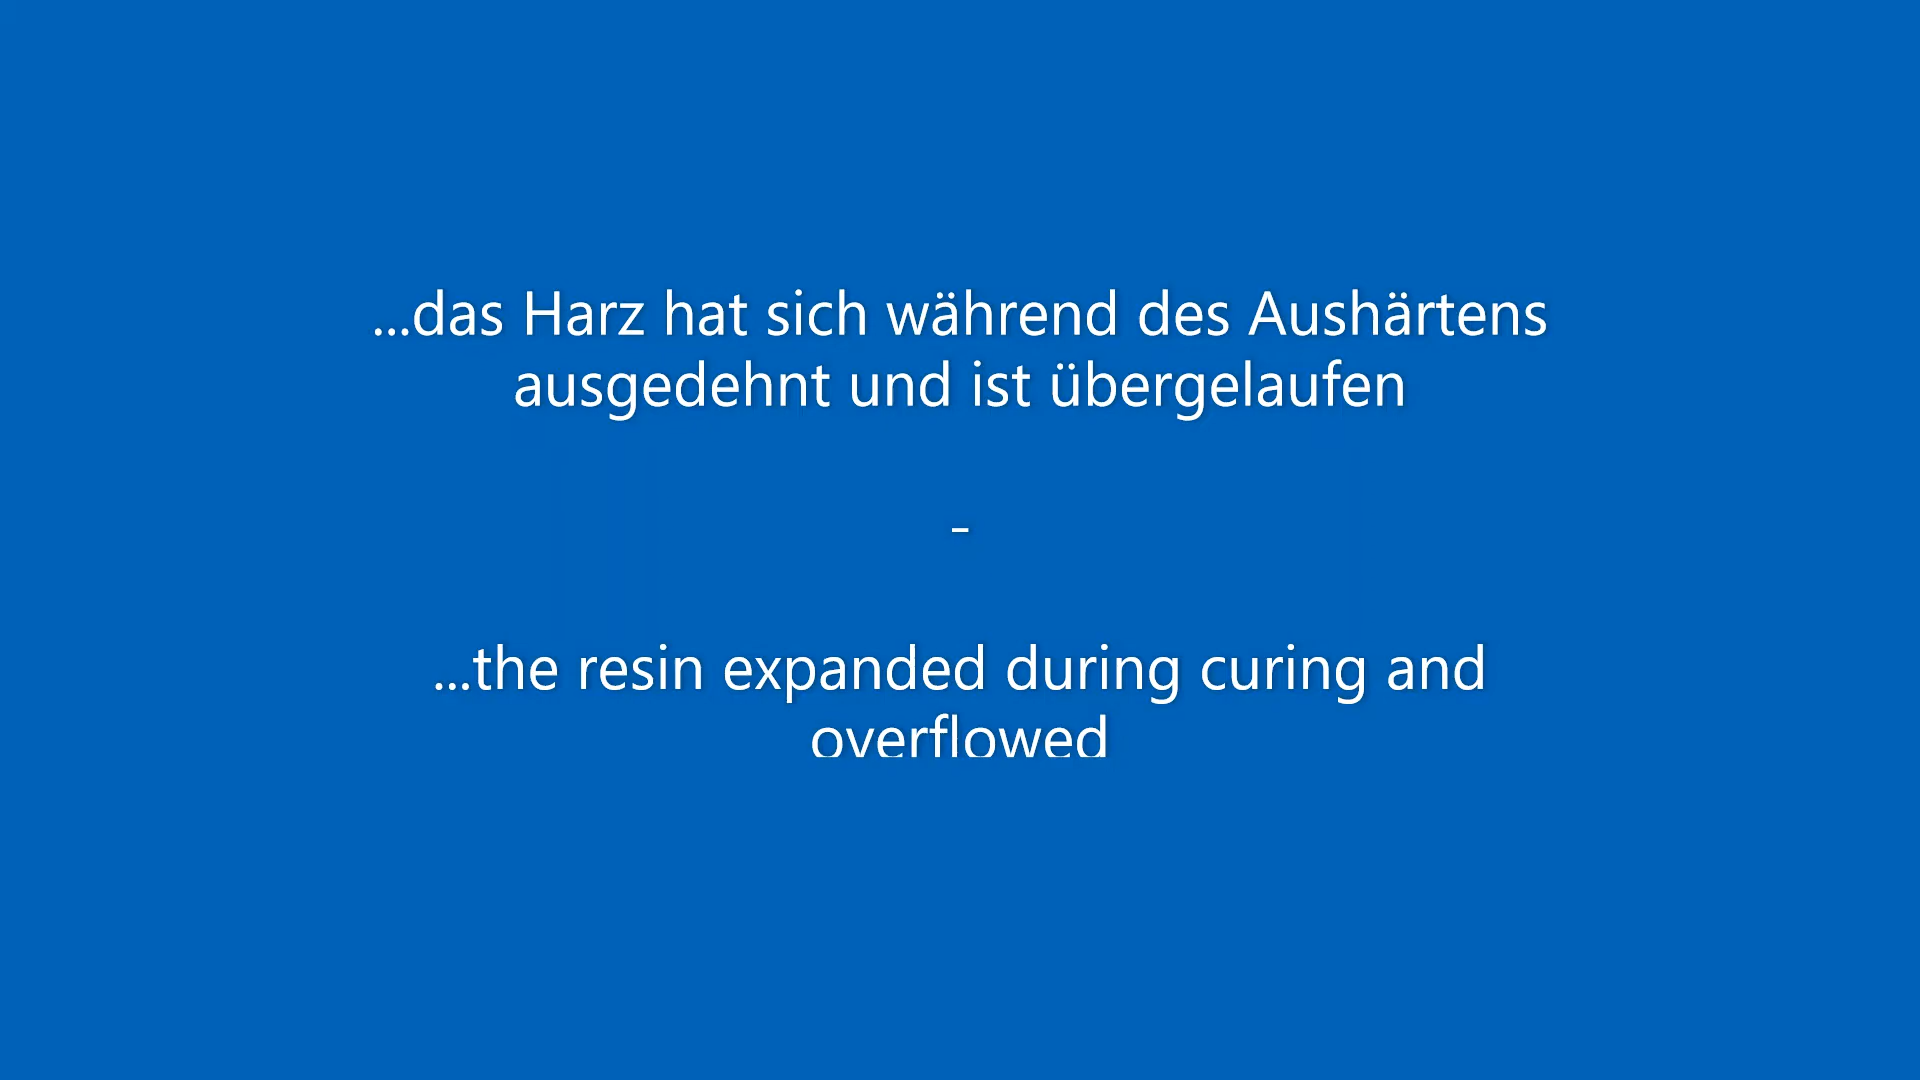 ...das Harz hat sich während des Aushärtens
ausgedehnt und ist übergelaufen
-
...the resin expanded during curing and
overflowed